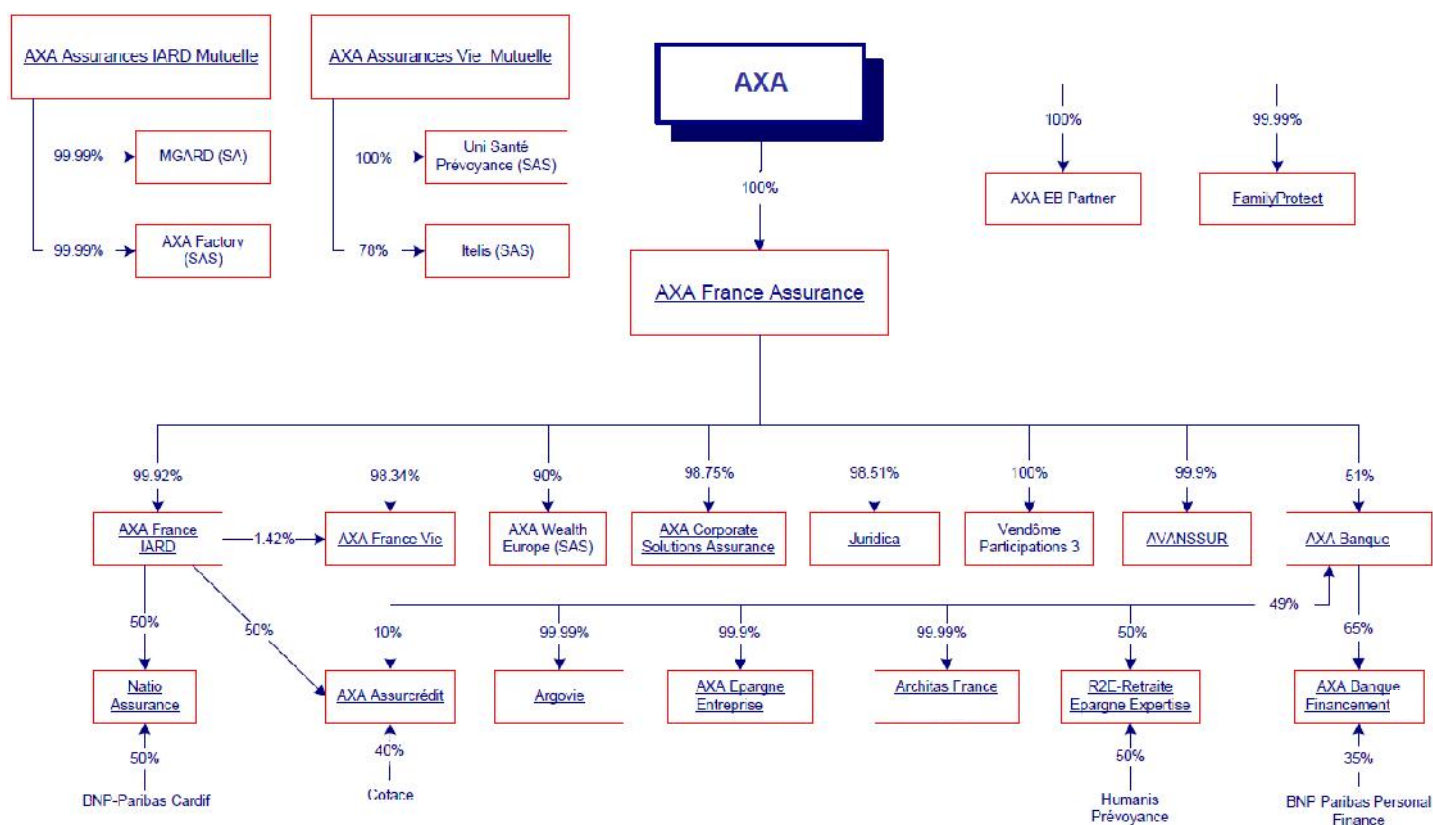 AXA Assurances IARD Mutuelle
AXA Assurances Vie Mutuelle
AXA
99.99%
MGARD (SA)
100%
Uni Santé
Prévoyance (SAS)
100%
100%
99.99%
AXA EB Partner
FamilyProtect
99.99%
AXA Factory
(SAS)
70%
Itelis (SAS)
AXA France Assurance
99.92%
98.34%
90%
98.75%
98.51%
100%
99.9%
51%
AXA France
IARD
1.42%
AXA France Vie
AXA Wealth
Europe (SAS)
AXA Corporate
Solutions Assurance
Juridica
Vendôme
Participations 3
AVANSSUR
AXA Banque
49%
50%
50%
10%
99.99%
99.9%
99.99%
50%
65%
Natio
Assurance
AXA Assurcrédit
Argovie
AXA Epargne
Entreprise
Architas France
R2E-Retraite
Epargne Expertise
AXA Banque
Financement
50%
40%
50%
35%
BNP-Paribas Cardif
Coface
Humanis
Prévoyance
BNP Paribas Personal
Finance